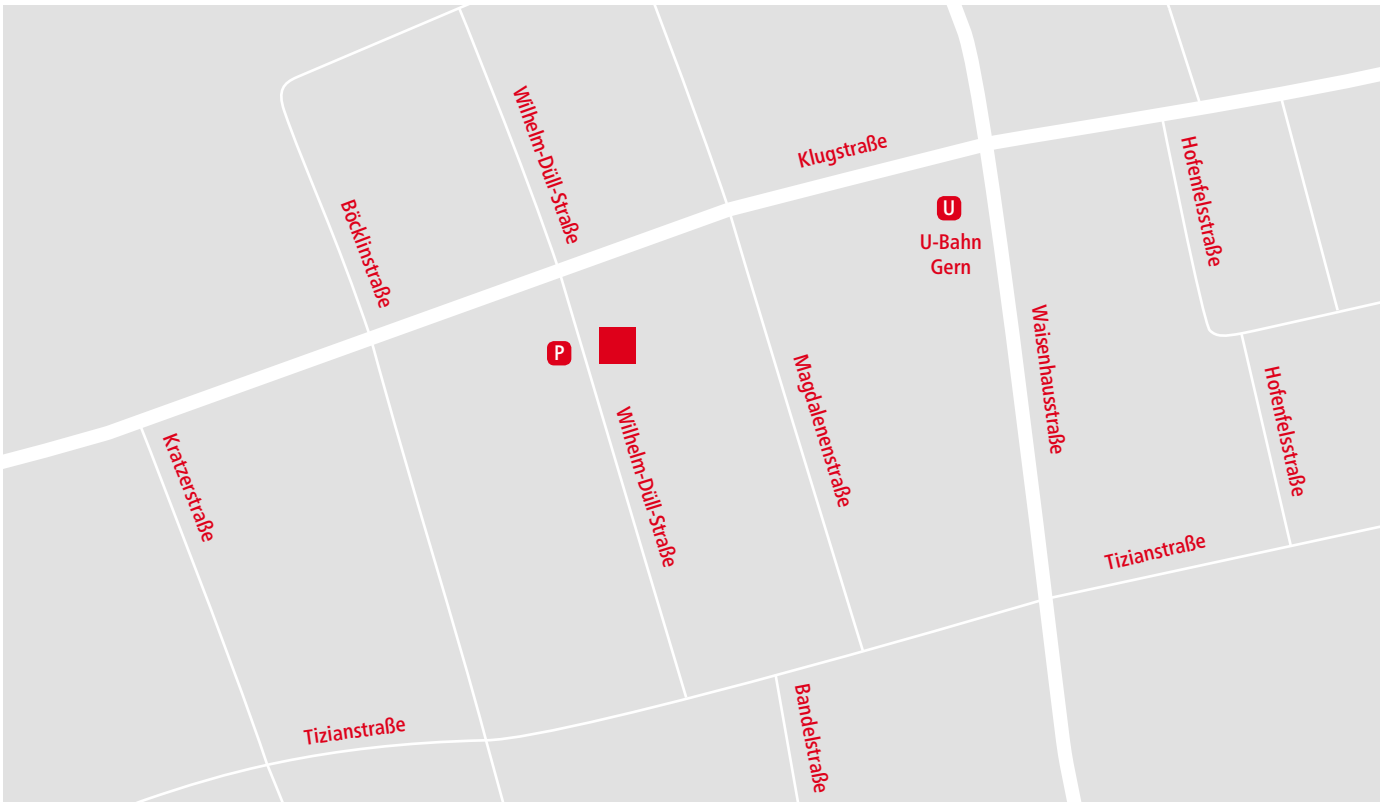 Wilhelm-Düll-Straße
Klugstraße
Hofenfelsstraße
Böcklinstraße
U
U-Bahn
Gern
P
Waisenhausstraße
Magdalenenstraße
Hofenfelsstraße
Wilhelm-Düll-Straße
Kratzerstraße
Tizianstraße
Tizianstraße
Bandelstraße